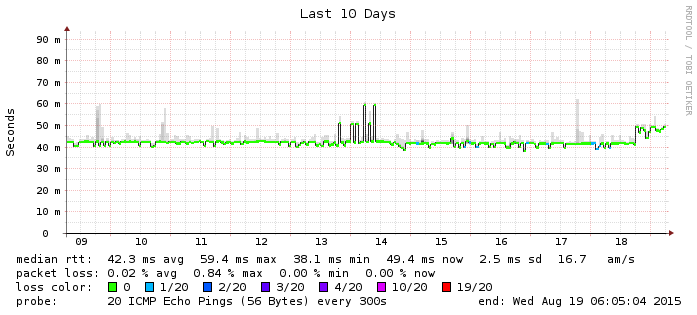 Last 10 Days
RRDTOOL / TOBI OETIKER
Seconds
90 m
80 m
70 m
60 m
50 m
40 m
30 m
20 m
10 m
0
09 10 11 12 13 14 15 16 17 18
median rtt: 42.3 ms avg 59.4 ms max 38.1 ms min 49.4 ms now 2.5 ms sd 16.7 am/s
packet loss: 0.02 % avg 0.84 % max 0.00 % min 0.00 % now
loss color: 0 1/20 2/20 3/20 4/20 10/20 19/20
probe: 20 ICMP Echo Pings (56 Bytes) every 300s end: Wed Aug 19 06:05:04 2015